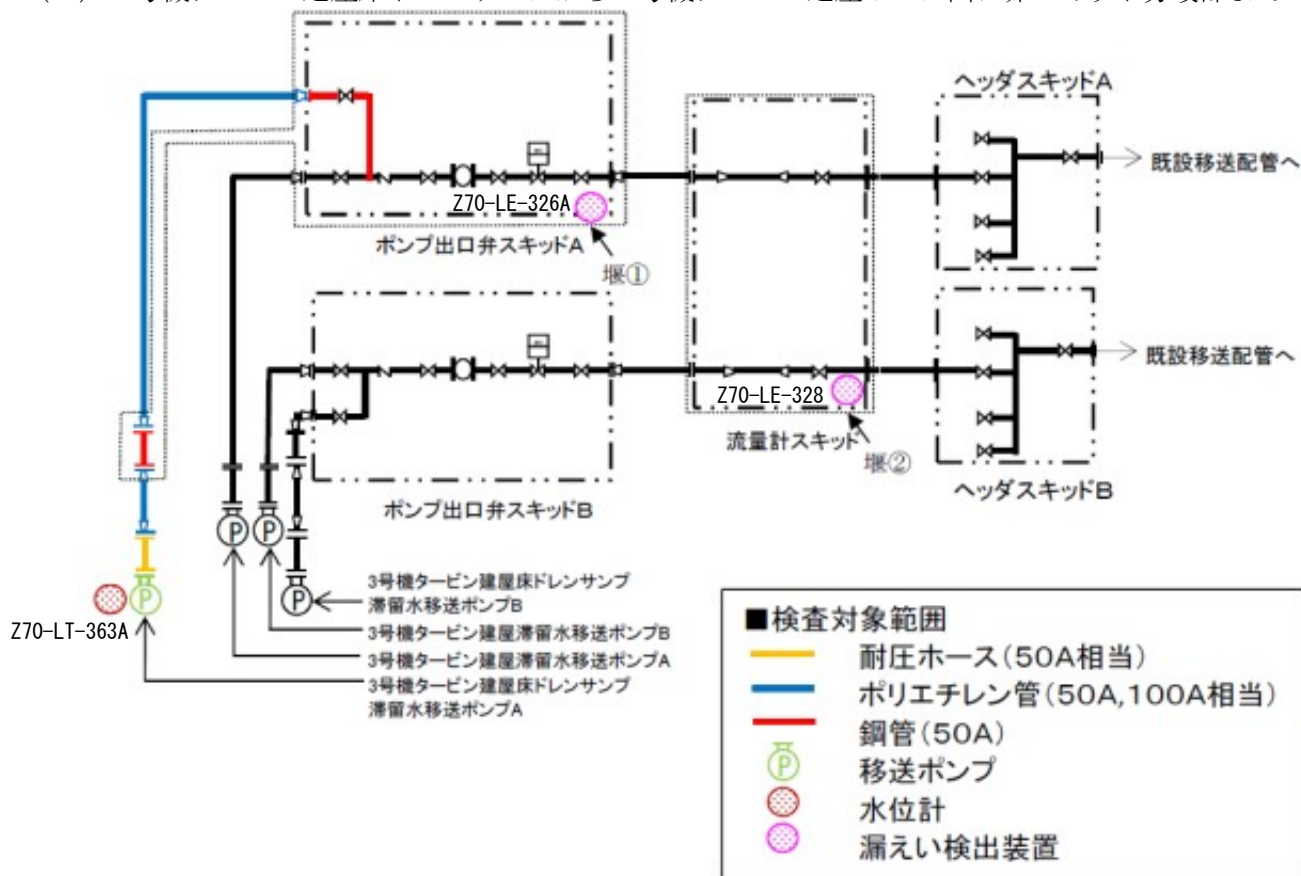 ヘッダスキッドA
既設移送配管へ
Z70-LE-326A
ポンプ出口弁スキッドA
堰①
既設移送配管へ
Z70-LE-328
流量計スキッド
堰②
ヘッダスキッドB
ポンプ出口弁スキッドB
P
P
P
P
Z70-LT-363A
3号機タービン建屋床ドレンサンプ
滞留水移送ポンプB
3号機タービン建屋滞留水移送ポンプB
3号機タービン建屋滞留水移送ポンプA
3号機タービン建屋床ドレンサンプ
滞留水移送ポンプA
■検査対象範囲
耐圧ホース(50A相当)
ポリエチレン管(50A,100A相当)
鋼管(50A)
P
移送ポンプ
水位計
漏えい検出装置